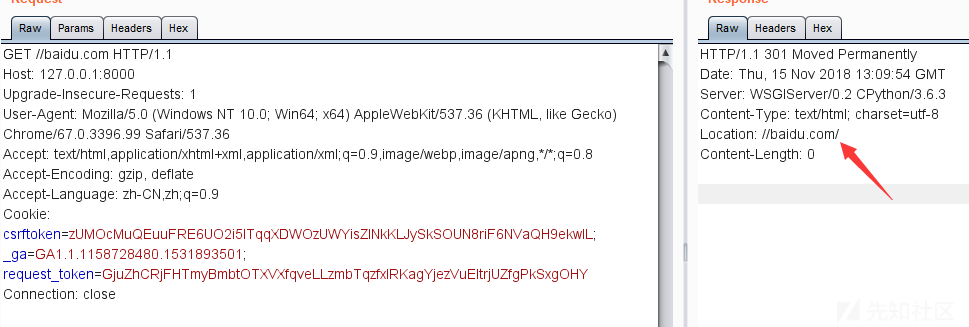 Request
Raw Params Headers Hex
GET //baidu.com HTTP/1.1
Host: 127.0.0.1:8000
Upgrade-Insecure-Requests: 1
User-Agent: Mozilla/5.0 (Windows NT 10.0; Win64; x64) AppleWebKit/537.36 (KHTML, like Gecko)
Chrome/67.0.3396.99 Safari/537.36
Accept: text/html,application/xhtml+xml,application/xml;q=0.9,image/webp,image/apng,*/*;q=0.8
Accept-Encoding: gzip, deflate
Accept-Language: zh-CN,zh;q=0.9
Cookie:
csrftoken=zUMOcMuQEuuFRE6UO2i5ITqqXDWOzUWYisZINkKLJySkSOUN8riF6NVaQH9ekwIL;
_ga=GA1.1.1158728480.1531893501;
request_token=GjuZhCRjFHTmyBmbtOTXVXfqveLLzmbTqzfxIRKagYjezVuEItrjUZfgPkSxgOHY
Connection: close
Response
Raw Headers Hex
HTTP/1.1 301 Moved Permanently
Date: Thu, 15 Nov 2018 13:09:54 GMT
Server: WSGIServer/0.2 CPython/3.6.3
Content-Type: text/html; charset=utf-8
Location: //baidu.com/
Content-Length: 0
先知社区